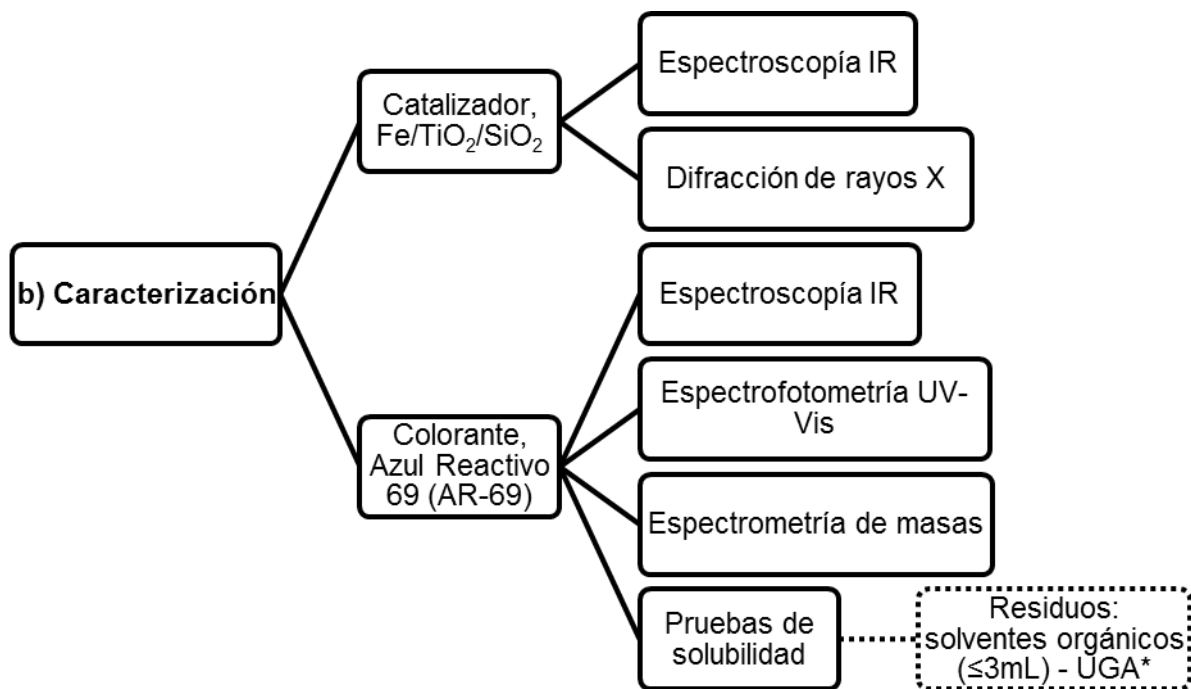 b) Caracterización
Catalizador,
Fe/TiO₂/SiO₂
Espectroscopía IR
Difracción de rayos X
Colorante,
Azul Reactivo
69 (AR-69)
Espectroscopía IR
Espectrofotometría UV-
Vis
Espectrometría de masas
Pruebas de
solubilidad
Residuos:
solventes orgánicos
(≤3mL) - UGA*